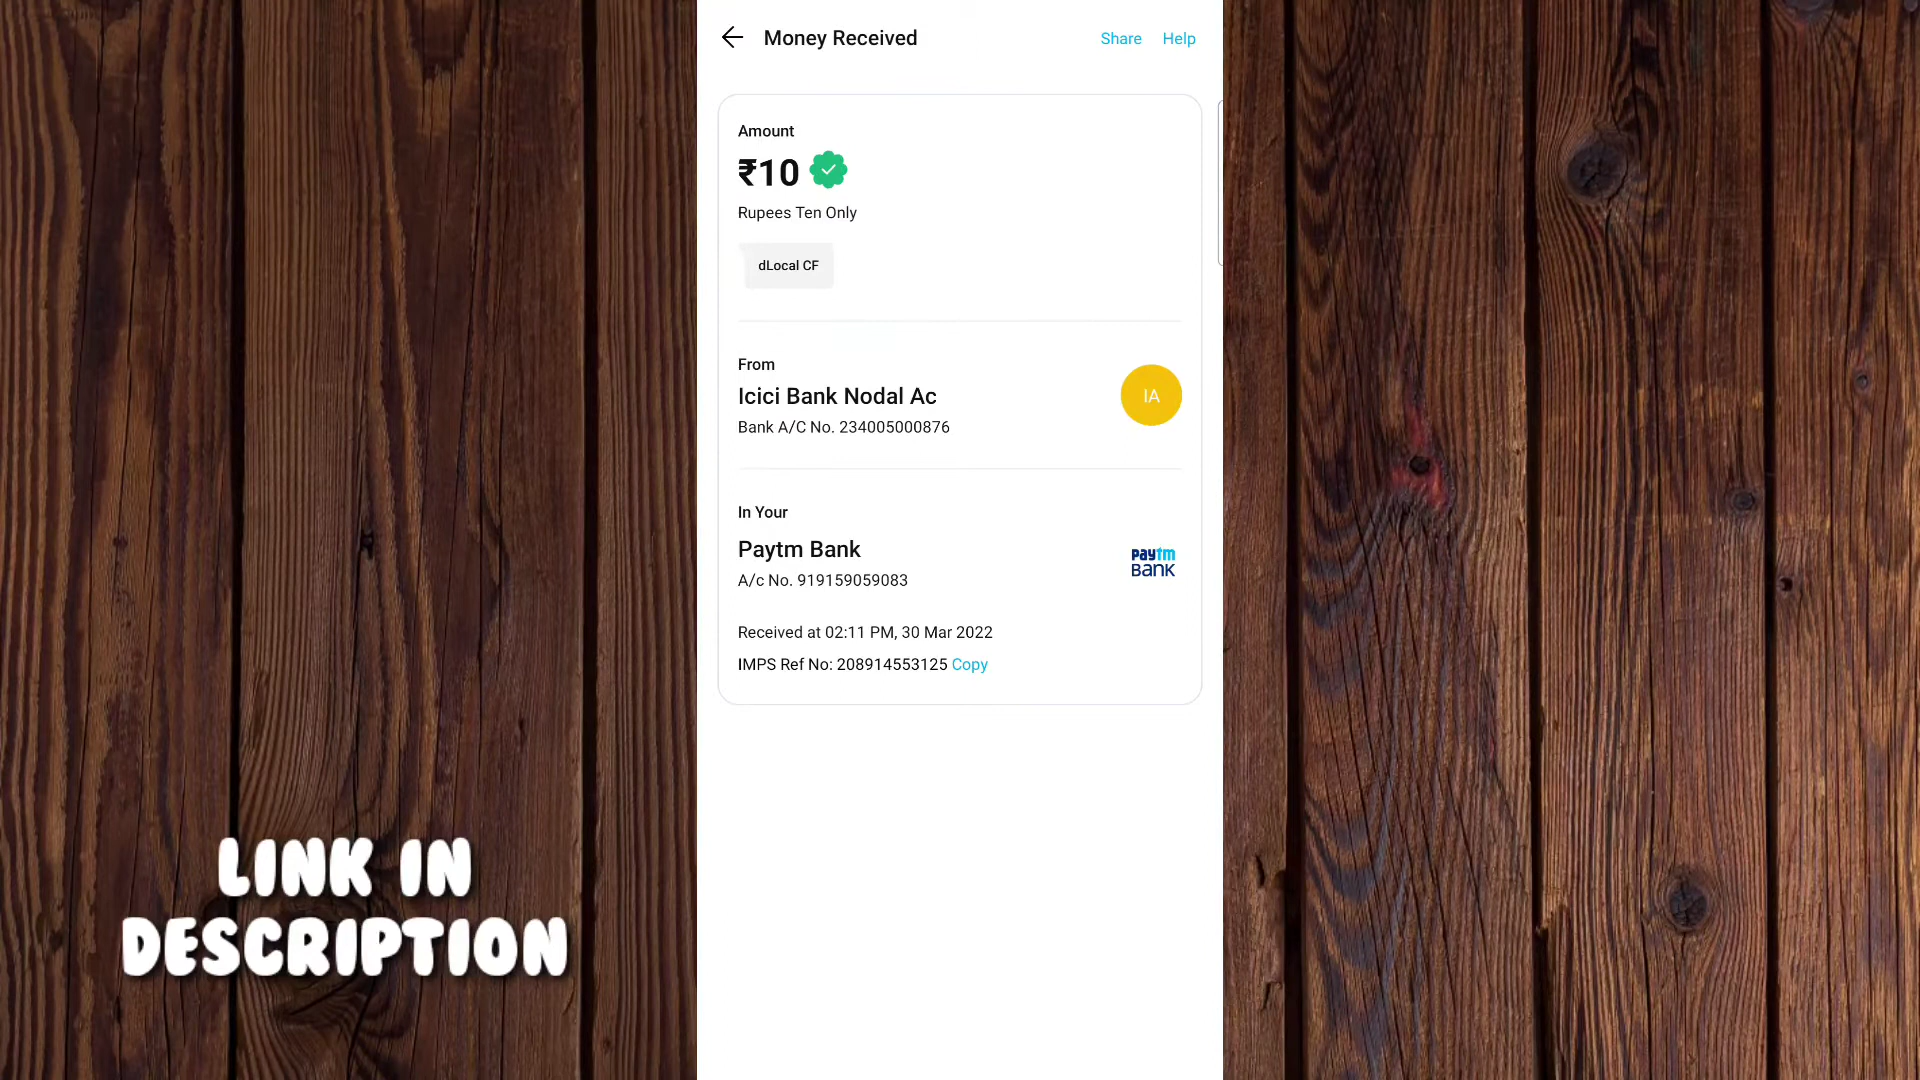 Money Received
Share Help
Amount
₹10
Rupees Ten Only
dLocal CF
From
Icici Bank Nodal Ac
IA
Bank A/C No. 234005000876
In Your
Paytm Bank
paytm
BANK
A/c No. 919159059083
Received at 02:11 PM, 30 Mar 2022
IMPS Ref No: 208914553125 Copy
LINK IN
DESCRIPTION